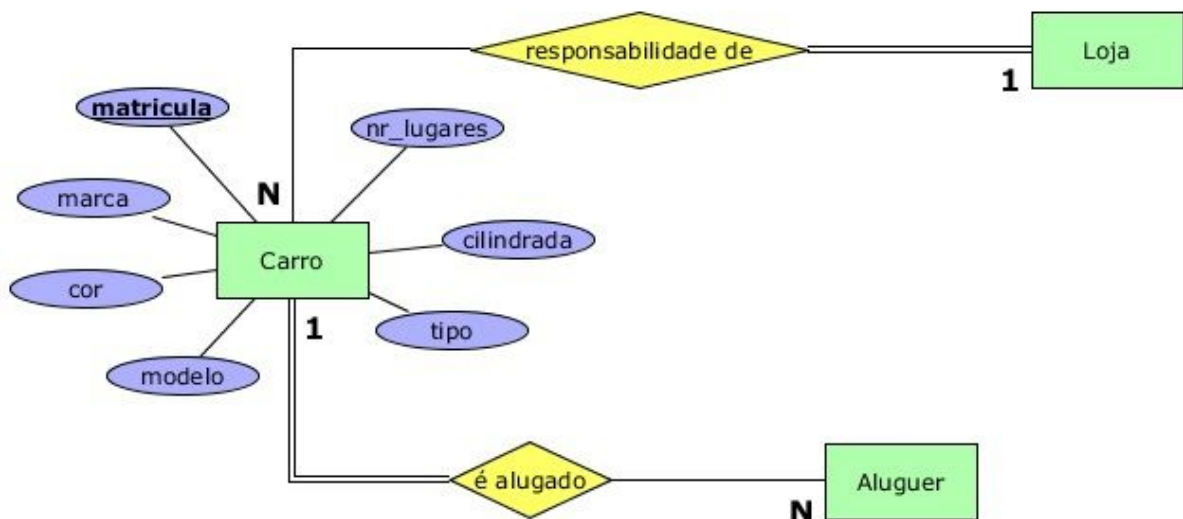 responsabilidade de
Loja
1
matricula
nr_lugares
N
marca
cilindrada
Carro
cor
1
tipo
modelo
é alugado
Aluguer
N